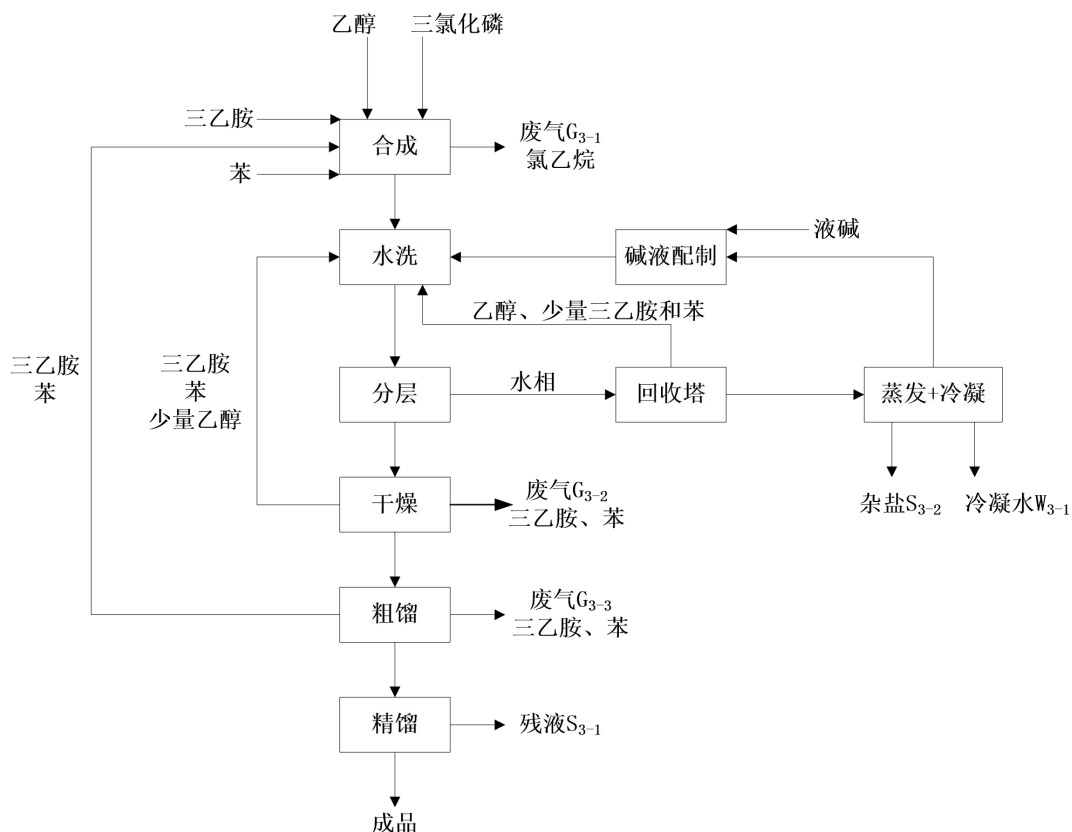 乙醇
三氯化磷
三乙胺
合成
废气G3-1
氯乙烷
苯
液碱
水洗
碱液配制
乙醇、少量三乙胺和苯
三乙胺
苯
三乙胺
苯
少量乙醇
分层
水相
回收塔
蒸发+冷凝
干燥
废气G3-2
三乙胺、苯
杂盐S3-2
冷凝水W3-1
粗馏
废气G3-3
三乙胺、苯
精馏
残液S3-1
成品